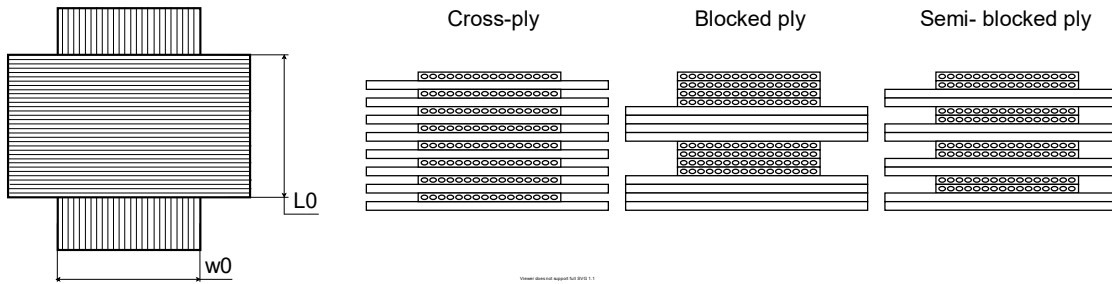 Cross-ply
Blocked ply
Semi- blocked ply
L0
w0
Viewer does not support full SVG 1.1